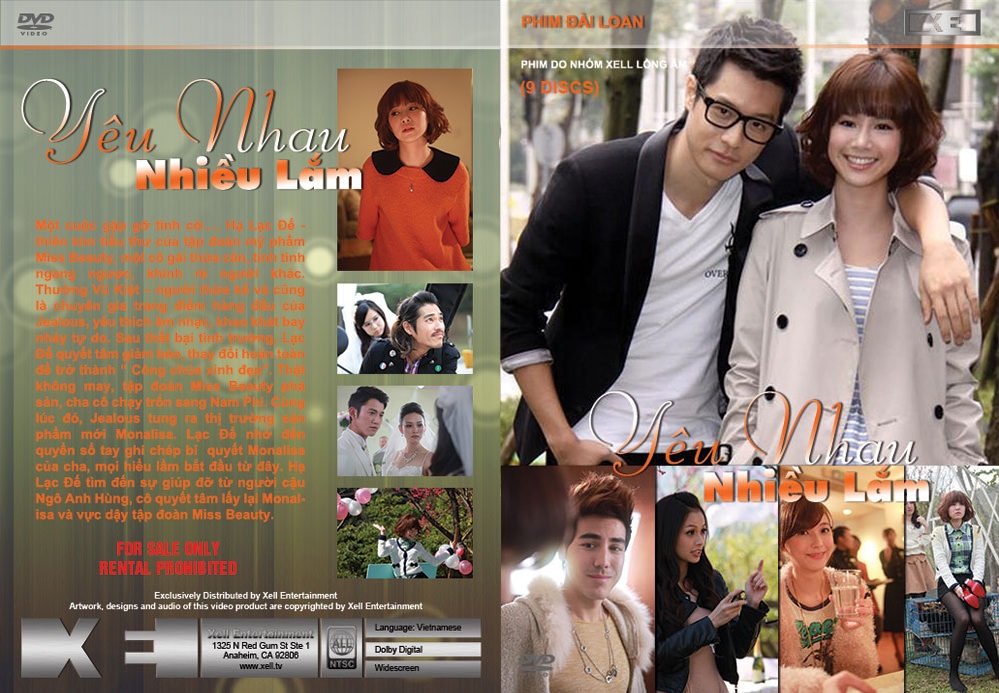 DVD
VIDEO
Yêu Nhau
Nhiều Lắm
Một cuộc gặp gỡ tình cờ.... Hạ Lạc Đề -
thiên kim tiểu thư của tập đoàn mỹ phẩm
Miss Beauty, một cô gái thừa cân, tính tình
ngang ngược, khinh rẻ người khác.
Thường Vũ Kiệt – người thừa kế và cũng
là chuyên gia trang điểm hàng đầu của
Jealous, yêu thích âm nhạc, khao khát bay
nhảy tự do. Sau thất bại tình trường, Lạc
Đề quyết tâm giảm béo, thay đổi hoàn toàn
để trở thành " Công chúa xinh đẹp". Thật
không may, tập đoàn Miss Beauty phá
sản, cha cô chạy trốn sang Nam Phi. Cùng
lúc đó, Jealous tung ra thị trường sản
phẩm mới Monalisa. Lạc Đề nhớ đến
quyển sổ tay ghi chép bí quyết Monalisa
của cha, mọi hiểu lầm bắt đầu từ đấy. Hạ
Lạc Đề tìm đến sự giúp đỡ từ người cậu
Ngô Anh Hùng, cô quyết tâm lấy lại Monal-
isa và vực dậy tập đoàn Miss Beauty.
FOR SALE ONLY
RENTAL PROHIBITED
Exclusively Distributed by Xell Entertainment
Artwork, designs and audio of this video product are copyrighted by Xell Entertainment
Xell Entertainment
1325 N Red Gum St Ste 1
Anaheim, CA 92806
www.xell.tv
ALL
NTSC
Language: Vietnamese
Dolby Digital
Widescreen
PHIM ĐÀI LOAN
PHIM DO NHÓM XELL LỒNG ÂM
(9 DISCS)
OVER
Yêu Nhau
Nhiều Lắm
DVD